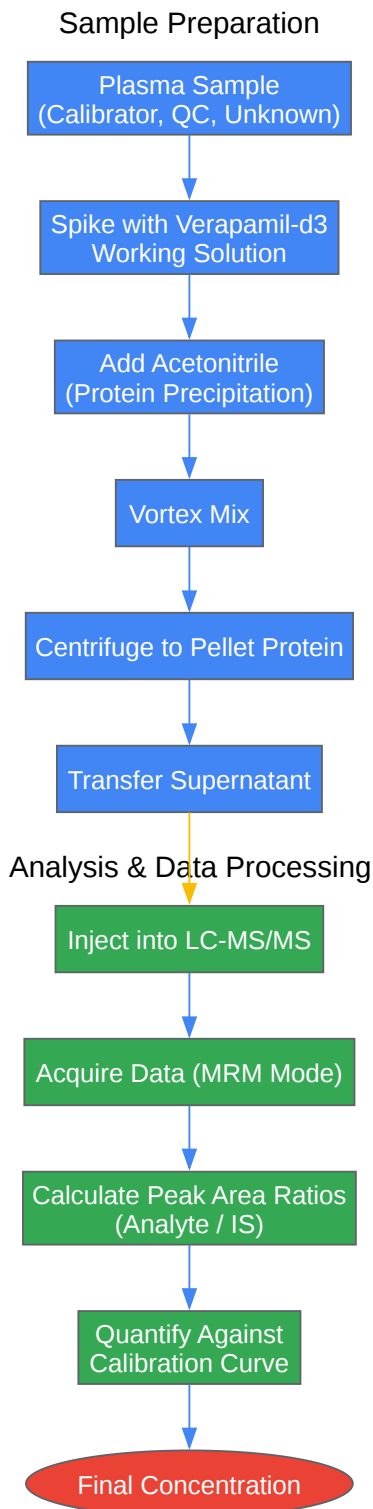 Sample Preparation
Plasma Sample
(Calibrator, QC, Unknown)
Spike with Verapamil-d3
Working Solution
Add Acetonitrile
(Protein Precipitation)
Vortex Mix
Centrifuge to Pellet Protein
Transfer Supernatant
Analysis & Data Processing
Inject into LC-MS/MS
Acquire Data (MRM Mode)
Calculate Peak Area Ratios
(Analyte / IS)
Quantify Against
Calibration Curve
Final Concentration